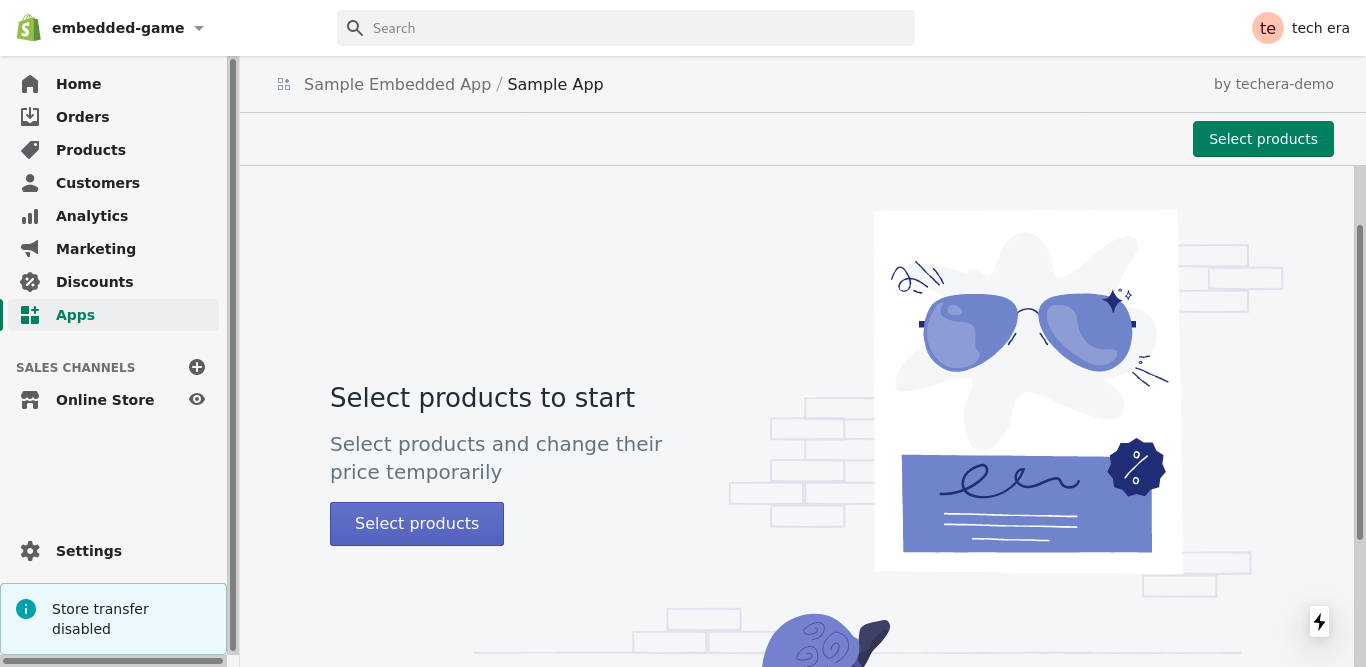 embedded-game
Search
te
tech era
Home
Orders
Products
Customers
Analytics
Marketing
Discounts
Apps
SALES CHANNELS
Online Store
Settings
Store transfer
disabled
Sample Embedded App / Sample App
by techera-demo
Select products
Select products to start
Select products and change their
price temporarily
Select products